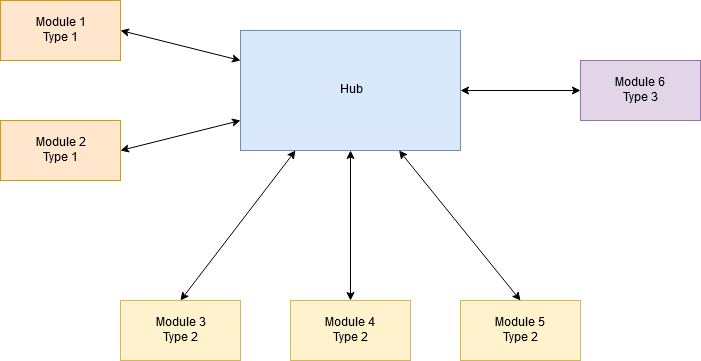 Module 1
Type 1
Hub
Module 6
Type 3
Module 2
Type 1
Module 3
Type 2
Module 4
Type 2
Module 5
Type 2